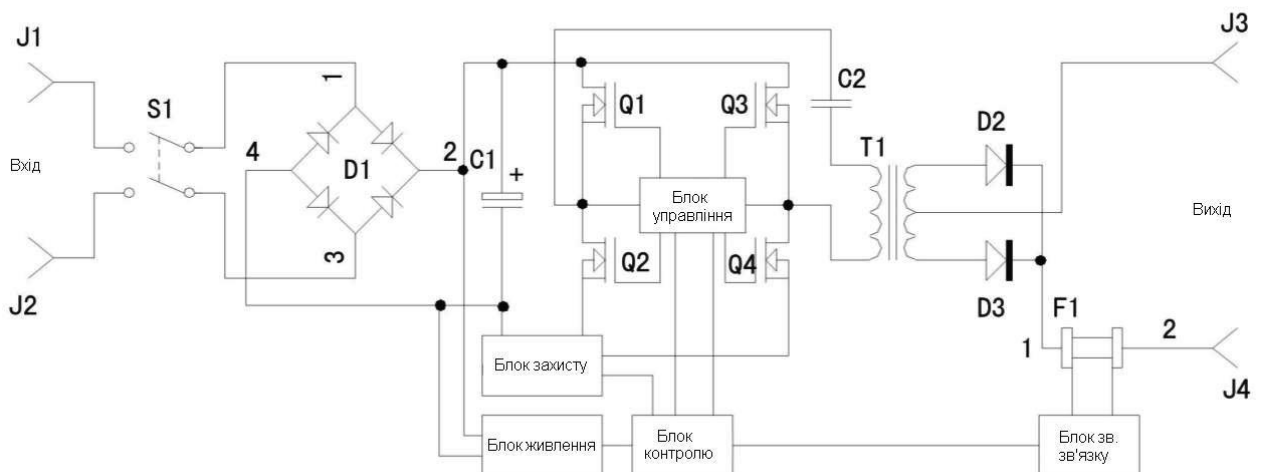 J1
J2
Вхід
S1
1
4
D1
2
3
C1
+
Q1
Q3
Блок
управління
Q2
Q4
C2
T1
D2
D3
J3
Вихід
F1
1
2
J4
Блок захисту
Блок живлення
Блок
контролю
Блок зв.
зв'язку